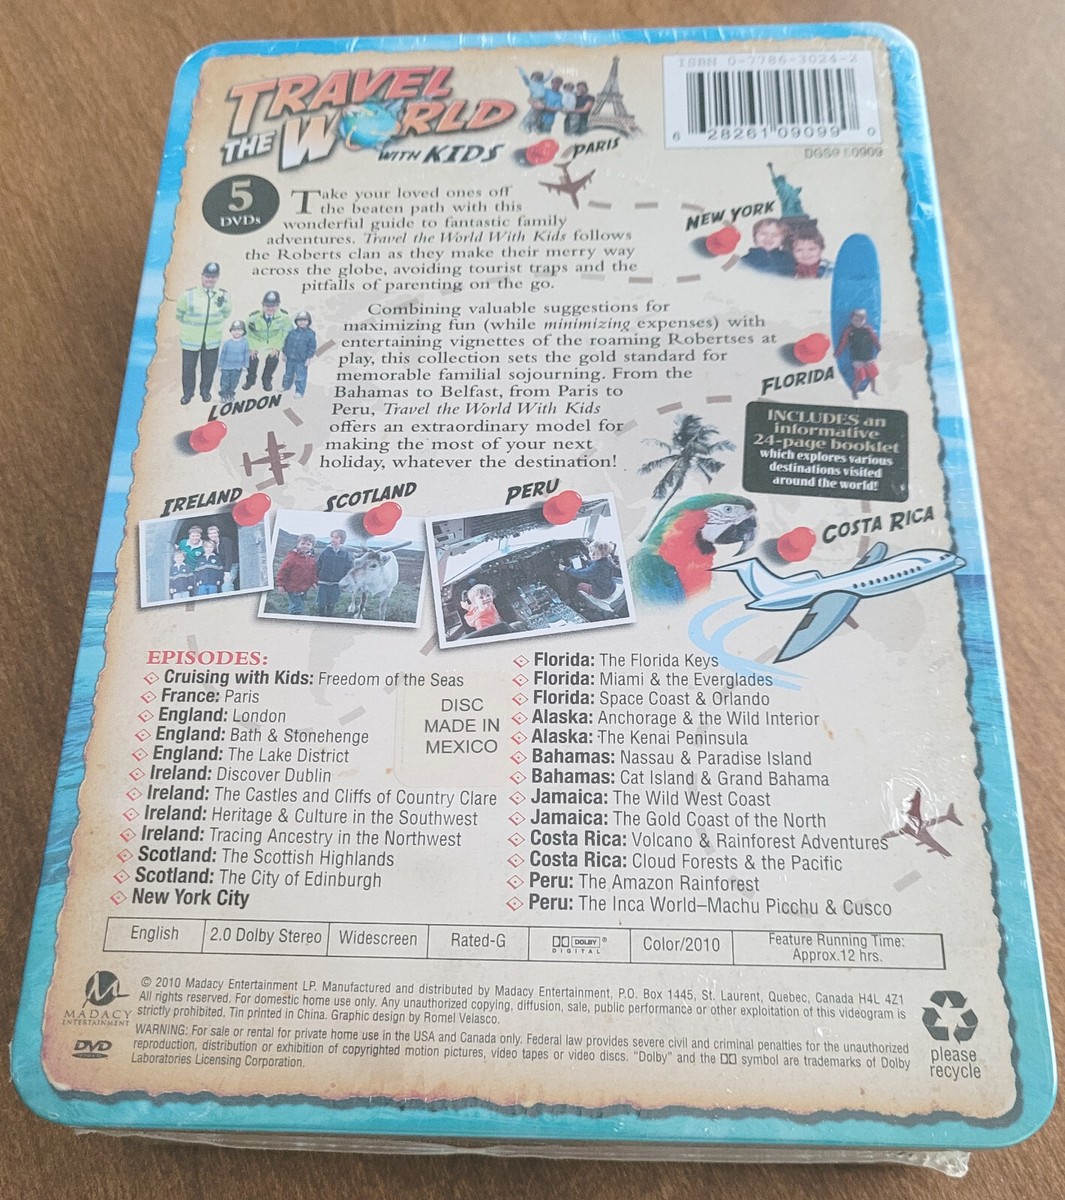 TRAVEL
THE WORLD
WITH KIDS
PARIS
ISBN 0-7786-3024-2
6 28261 09099 0
5
DVDs
Take your loved ones off
the beaten path with this
wonderful guide to fantastic family
adventures. Travel the World With Kids follows
the Roberts clan as they make their merry way
across the globe, avoiding tourist traps and the
pitfalls of parenting on the go.
NEW YORK
Combining valuable suggestions for
maximizing fun (while minimizing expenses) with
entertaining vignettes of the roaming Robertses at
play, this collection sets the gold standard for
memorable familial sojourning. From the
Bahamas to Belfast, from Paris to
Peru, Travel the World With Kids
offers an extraordinary model for
making the most of your next
holiday, whatever the destination!
LONDON
FLORIDA
INCLUDES an
informative
24-page booklet
which explores various
destinations visited
around the world!
IRELAND
SCOTLAND
PERU
COSTA RICA
EPISODES:
Cruising with Kids: Freedom of the Seas
France: Paris
England: London
England: Bath & Stonehenge
England: The Lake District
Ireland: Discover Dublin
Ireland: The Castles and Cliffs of Country Clare
Ireland: Heritage & Culture in the Southwest
Ireland: Tracing Ancestry in the Northwest
Scotland: The Scottish Highlands
Scotland: The City of Edinburgh
New York City
DISC
MADE IN
MEXICO
Florida: The Florida Keys
Florida: Miami & the Everglades
Florida: Space Coast & Orlando
Alaska: Anchorage & the Wild Interior
Alaska: The Kenai Peninsula
Bahamas: Nassau & Paradise Island
Bahamas: Cat Island & Grand Bahama
Jamaica: The Wild West Coast
Jamaica: The Gold Coast of the North
Costa Rica: Volcano & Rainforest Adventures
Costa Rica: Cloud Forests & the Pacific
Peru: The Amazon Rainforest
Peru: The Inca World–Machu Picchu & Cusco
English
2.0 Dolby Stereo
Widescreen
Rated-G
DOLBY®
DIGITAL
Color/2010
Feature Running Time:
Approx.12 hrs.
MADACY
ENTERTAINMENT
DVD
© 2010 Madacy Entertainment LP. Manufactured and distributed by Madacy Entertainment, P.O. Box 1445, St. Laurent, Quebec, Canada H4L 4Z1
All rights reserved. For domestic home use only. Any unauthorized copying, diffusion, sale, public performance or other exploitation of this videogram is
strictly prohibited. Tin printed in China. Graphic design by Romel Velasco.
WARNING: For sale or rental for private home use in the USA and Canada only. Federal law provides severe civil and criminal penalties for the unauthorized
reproduction, distribution or exhibition of copyrighted motion pictures, video tapes or video discs. "Dolby" and the symbol are trademarks of Dolby
Laboratories Licensing Corporation.
please
recycle